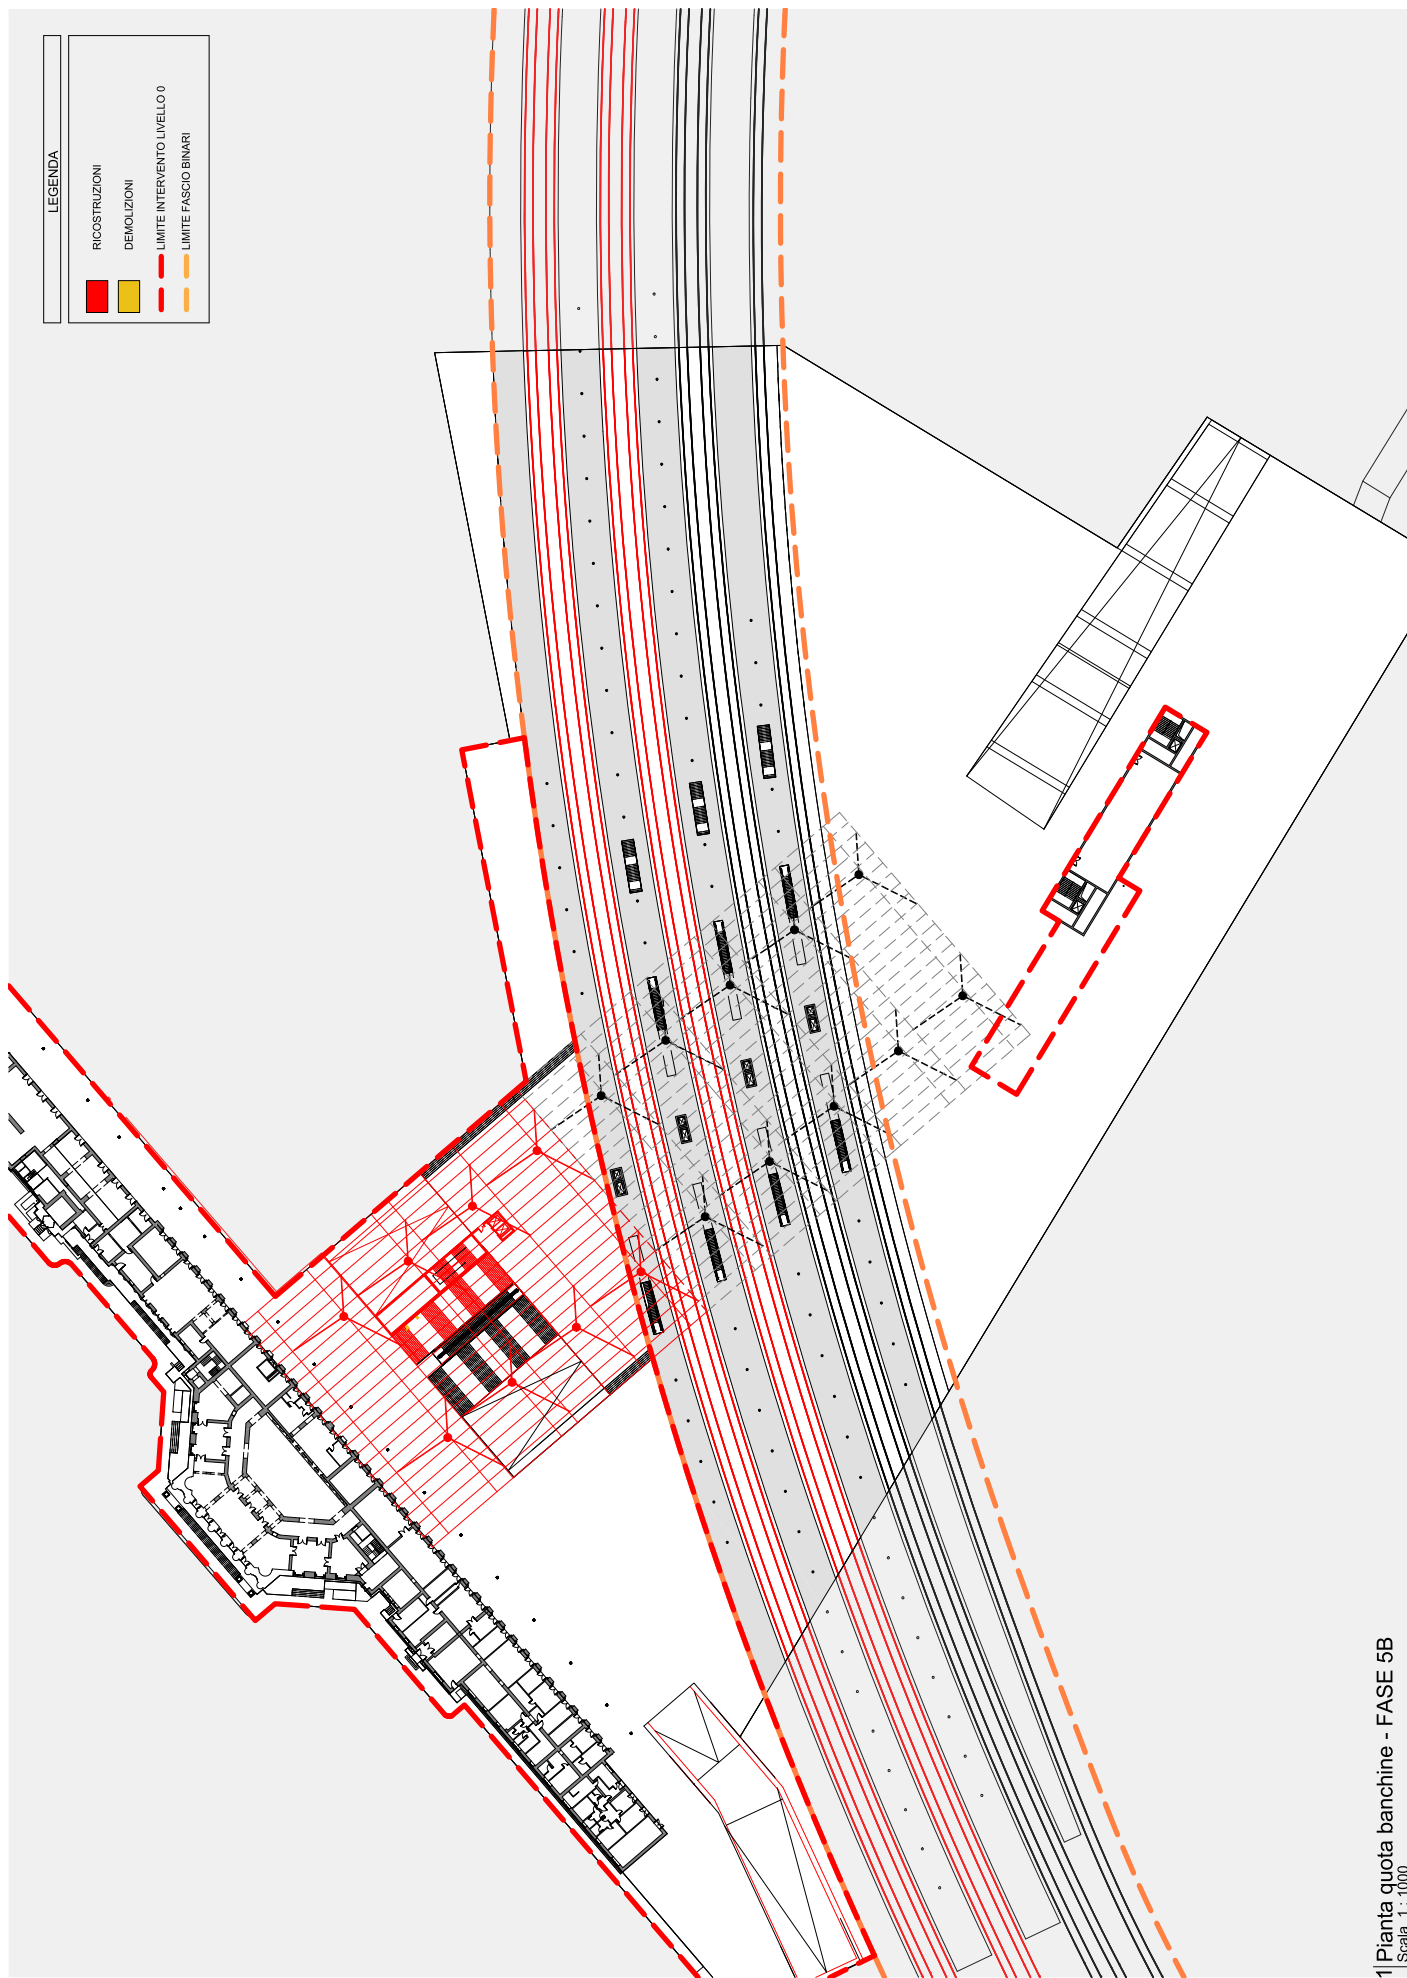 LEGENDA
RICOSTRUZIONI
DEMOLIZIONI
LIMITE INTERVENTO LIVELLO 0
LIMITE FASCIO BINARI
1 Pianta quota banchine - FASE 5B
Scala 1 : 1000